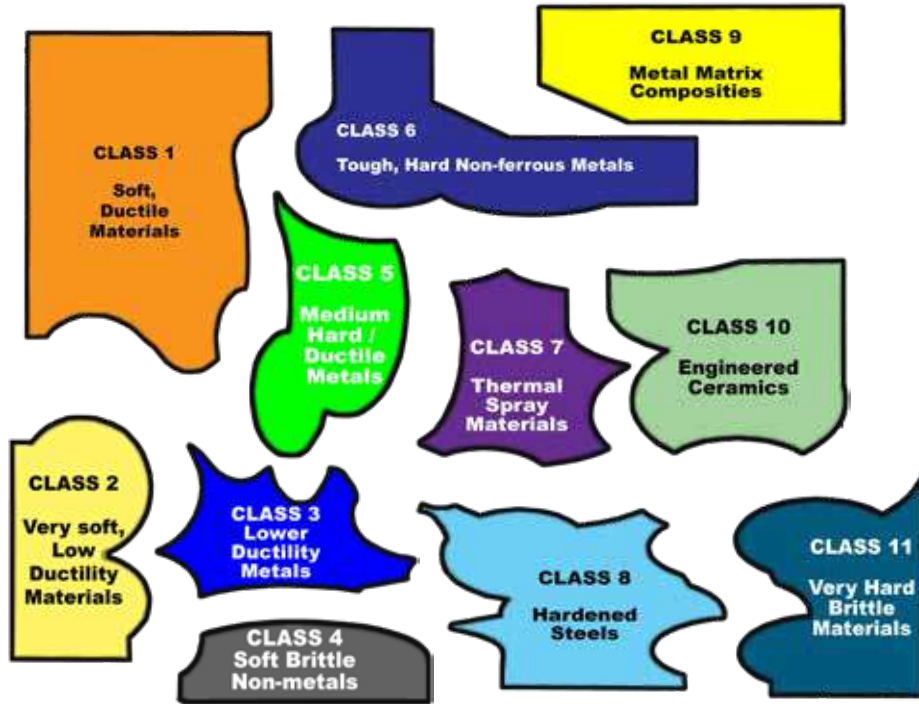 CLASS 1
Soft,
Ductile
Materials
CLASS 6
Tough, Hard Non-ferrous Metals
CLASS 9
Metal Matrix
Composities
CLASS 5
Medium
Hard /
Ductile
Metals
CLASS 7
Thermal
Spray
Materials
CLASS 10
Engineered
Ceramics
CLASS 2
Very soft,
Low
Ductility
Materials
CLASS 3
Lower
Ductility
Metals
CLASS 4
Soft Brittle
Non-metals
CLASS 8
Hardened
Steels
CLASS 11
Very Hard
Brittle
Materials